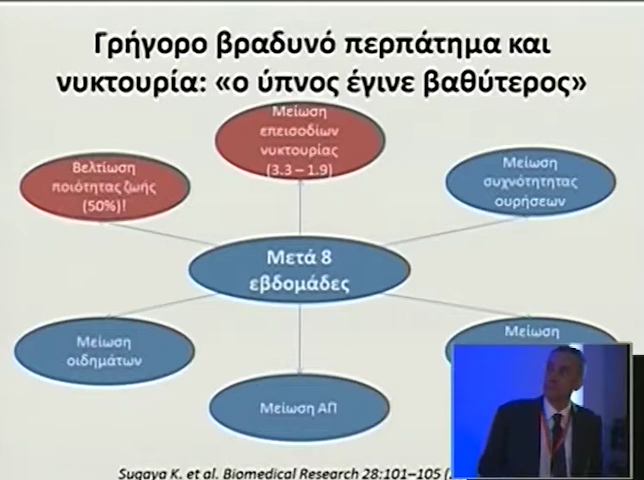 Γρήγορο βραδυνό περπάτημα και
νυκτουρία: «ο ύπνος έγινε βαθύτερος»
Μείωση
επεισοδίων
νυκτουρίας
(3.3 – 1.9)
Βελτίωση
ποιότητας ζωής
(50%)!
Μείωση
συχνότητας
ουρήσεων
Μετά 8
εβδομάδες
Μείωση
οιδημάτων
Μείωση ΑΠ
Μείωση
Sugaya K. et al. Biomedical Research 28:101–105